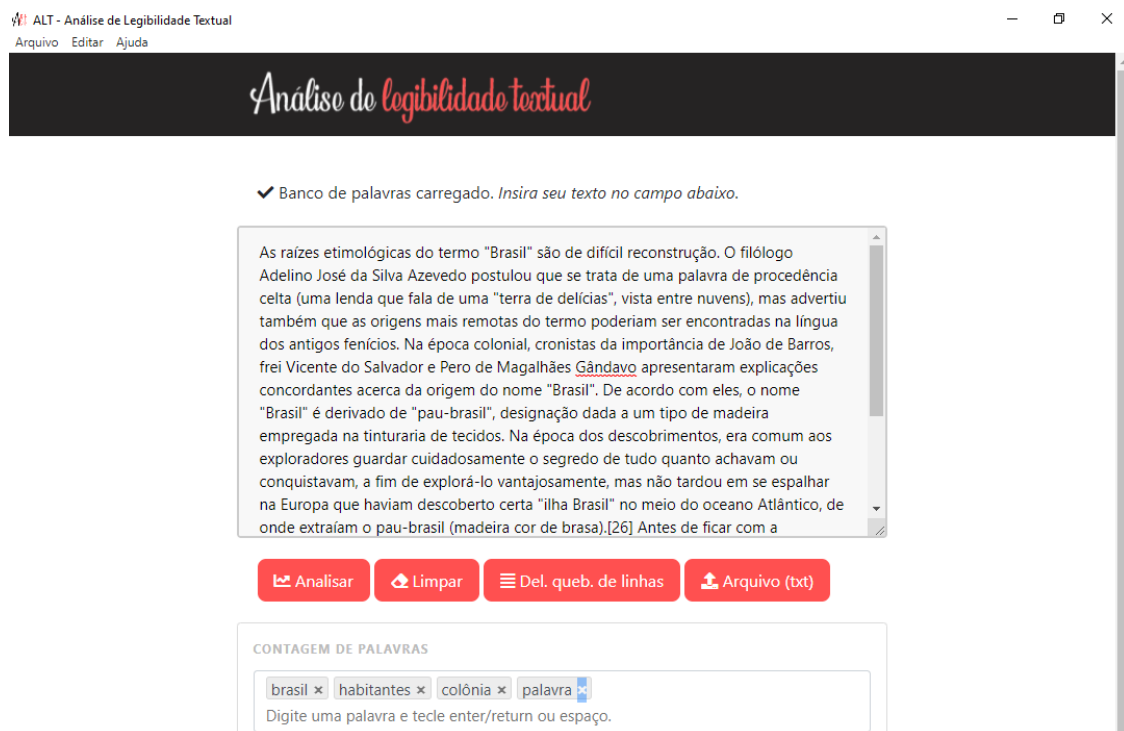 ALT - Análise de Legibilidade Textual
Arquivo Editar Ajuda
Análise de legibilidade textual
Banco de palavras carregado. Insira seu texto no campo abaixo.
As raízes etimológicas do termo "Brasil" são de difícil reconstrução. O filólogo
Adelino José da Silva Azevedo postulou que se trata de uma palavra de procedência
celta (uma lenda que fala de uma "terra de delícias", vista entre nuvens), mas advertiu
também que as origens mais remotas do termo poderiam ser encontradas na língua
dos antigos fenícios. Na época colonial, cronistas da importância de João de Barros,
frei Vicente do Salvador e Pero de Magalhães Gândavo apresentaram explicações
concordantes acerca da origem do nome "Brasil". De acordo com eles, o nome
"Brasil" é derivado de "pau-brasil", designação dada a um tipo de madeira
empregada na tinturaria de tecidos. Na época dos descobrimentos, era comum aos
exploradores guardar cuidadosamente o segredo de tudo quanto achavam ou
conquistavam, a fim de explorá-lo vantajosamente, mas não tardou em se espalhar
na Europa que haviam descoberto certa "ilha Brasil" no meio do oceano Atlântico, de
onde extraíam o pau-brasil (madeira cor de brasa).[26] Antes de ficar com a
Analisar Limpar Del. queb. de linhas Arquivo (txt)
CONTAGEM DE PALAVRAS
brasil × habitantes × colônia × palavra ×
Digite uma palavra e tecle enter/return ou espaço.